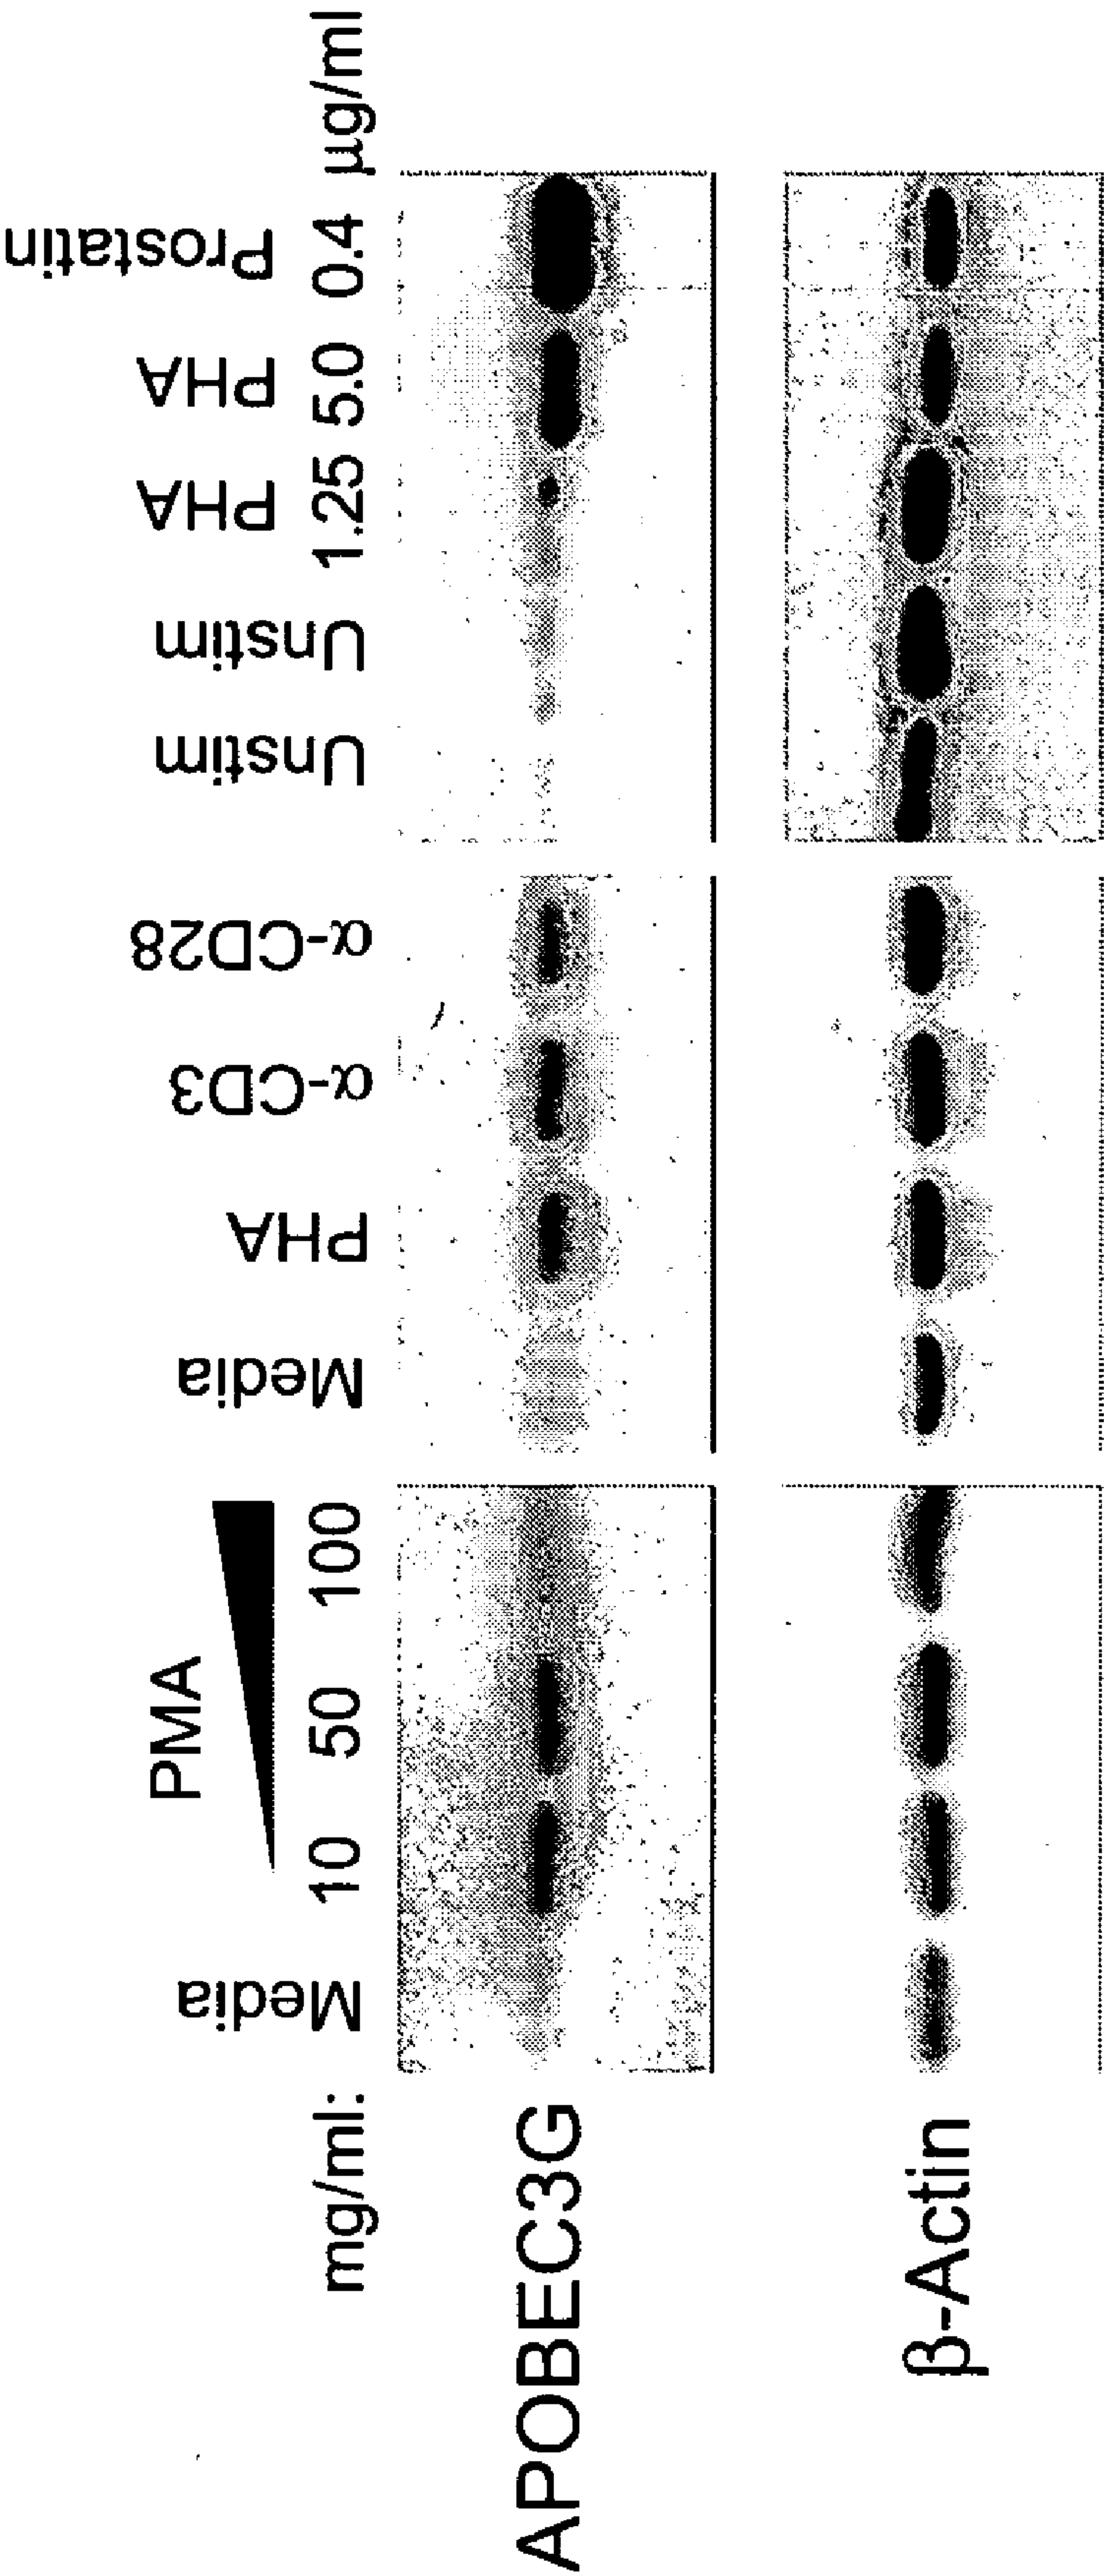 PMA
mg/ml: Media 10 50 100
Media PHA α-CD3 α-CD28
Unstim Unstim PHA PHA Prostatin
1.25 5.0 0.4 µg/ml
APOBEC3G
β-Actin